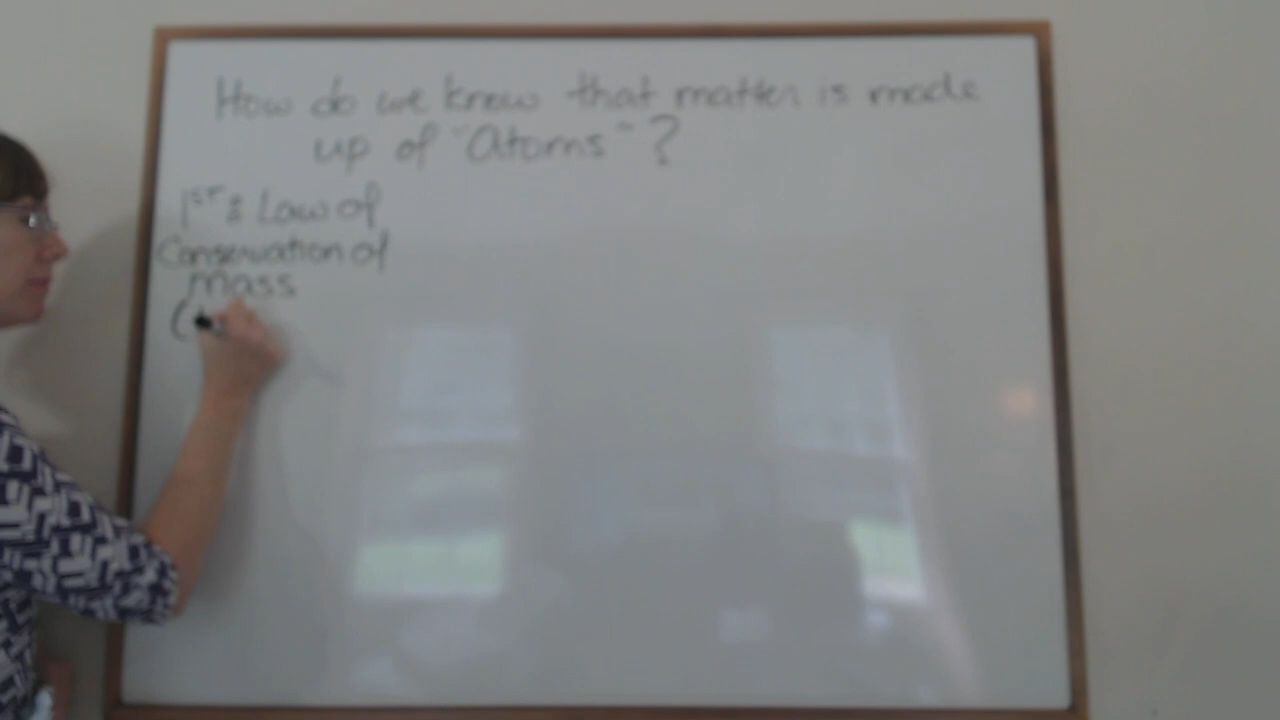 How do we know that matter is made
up of "Atoms"?
1ST: Law of
Conservation of
mass
(